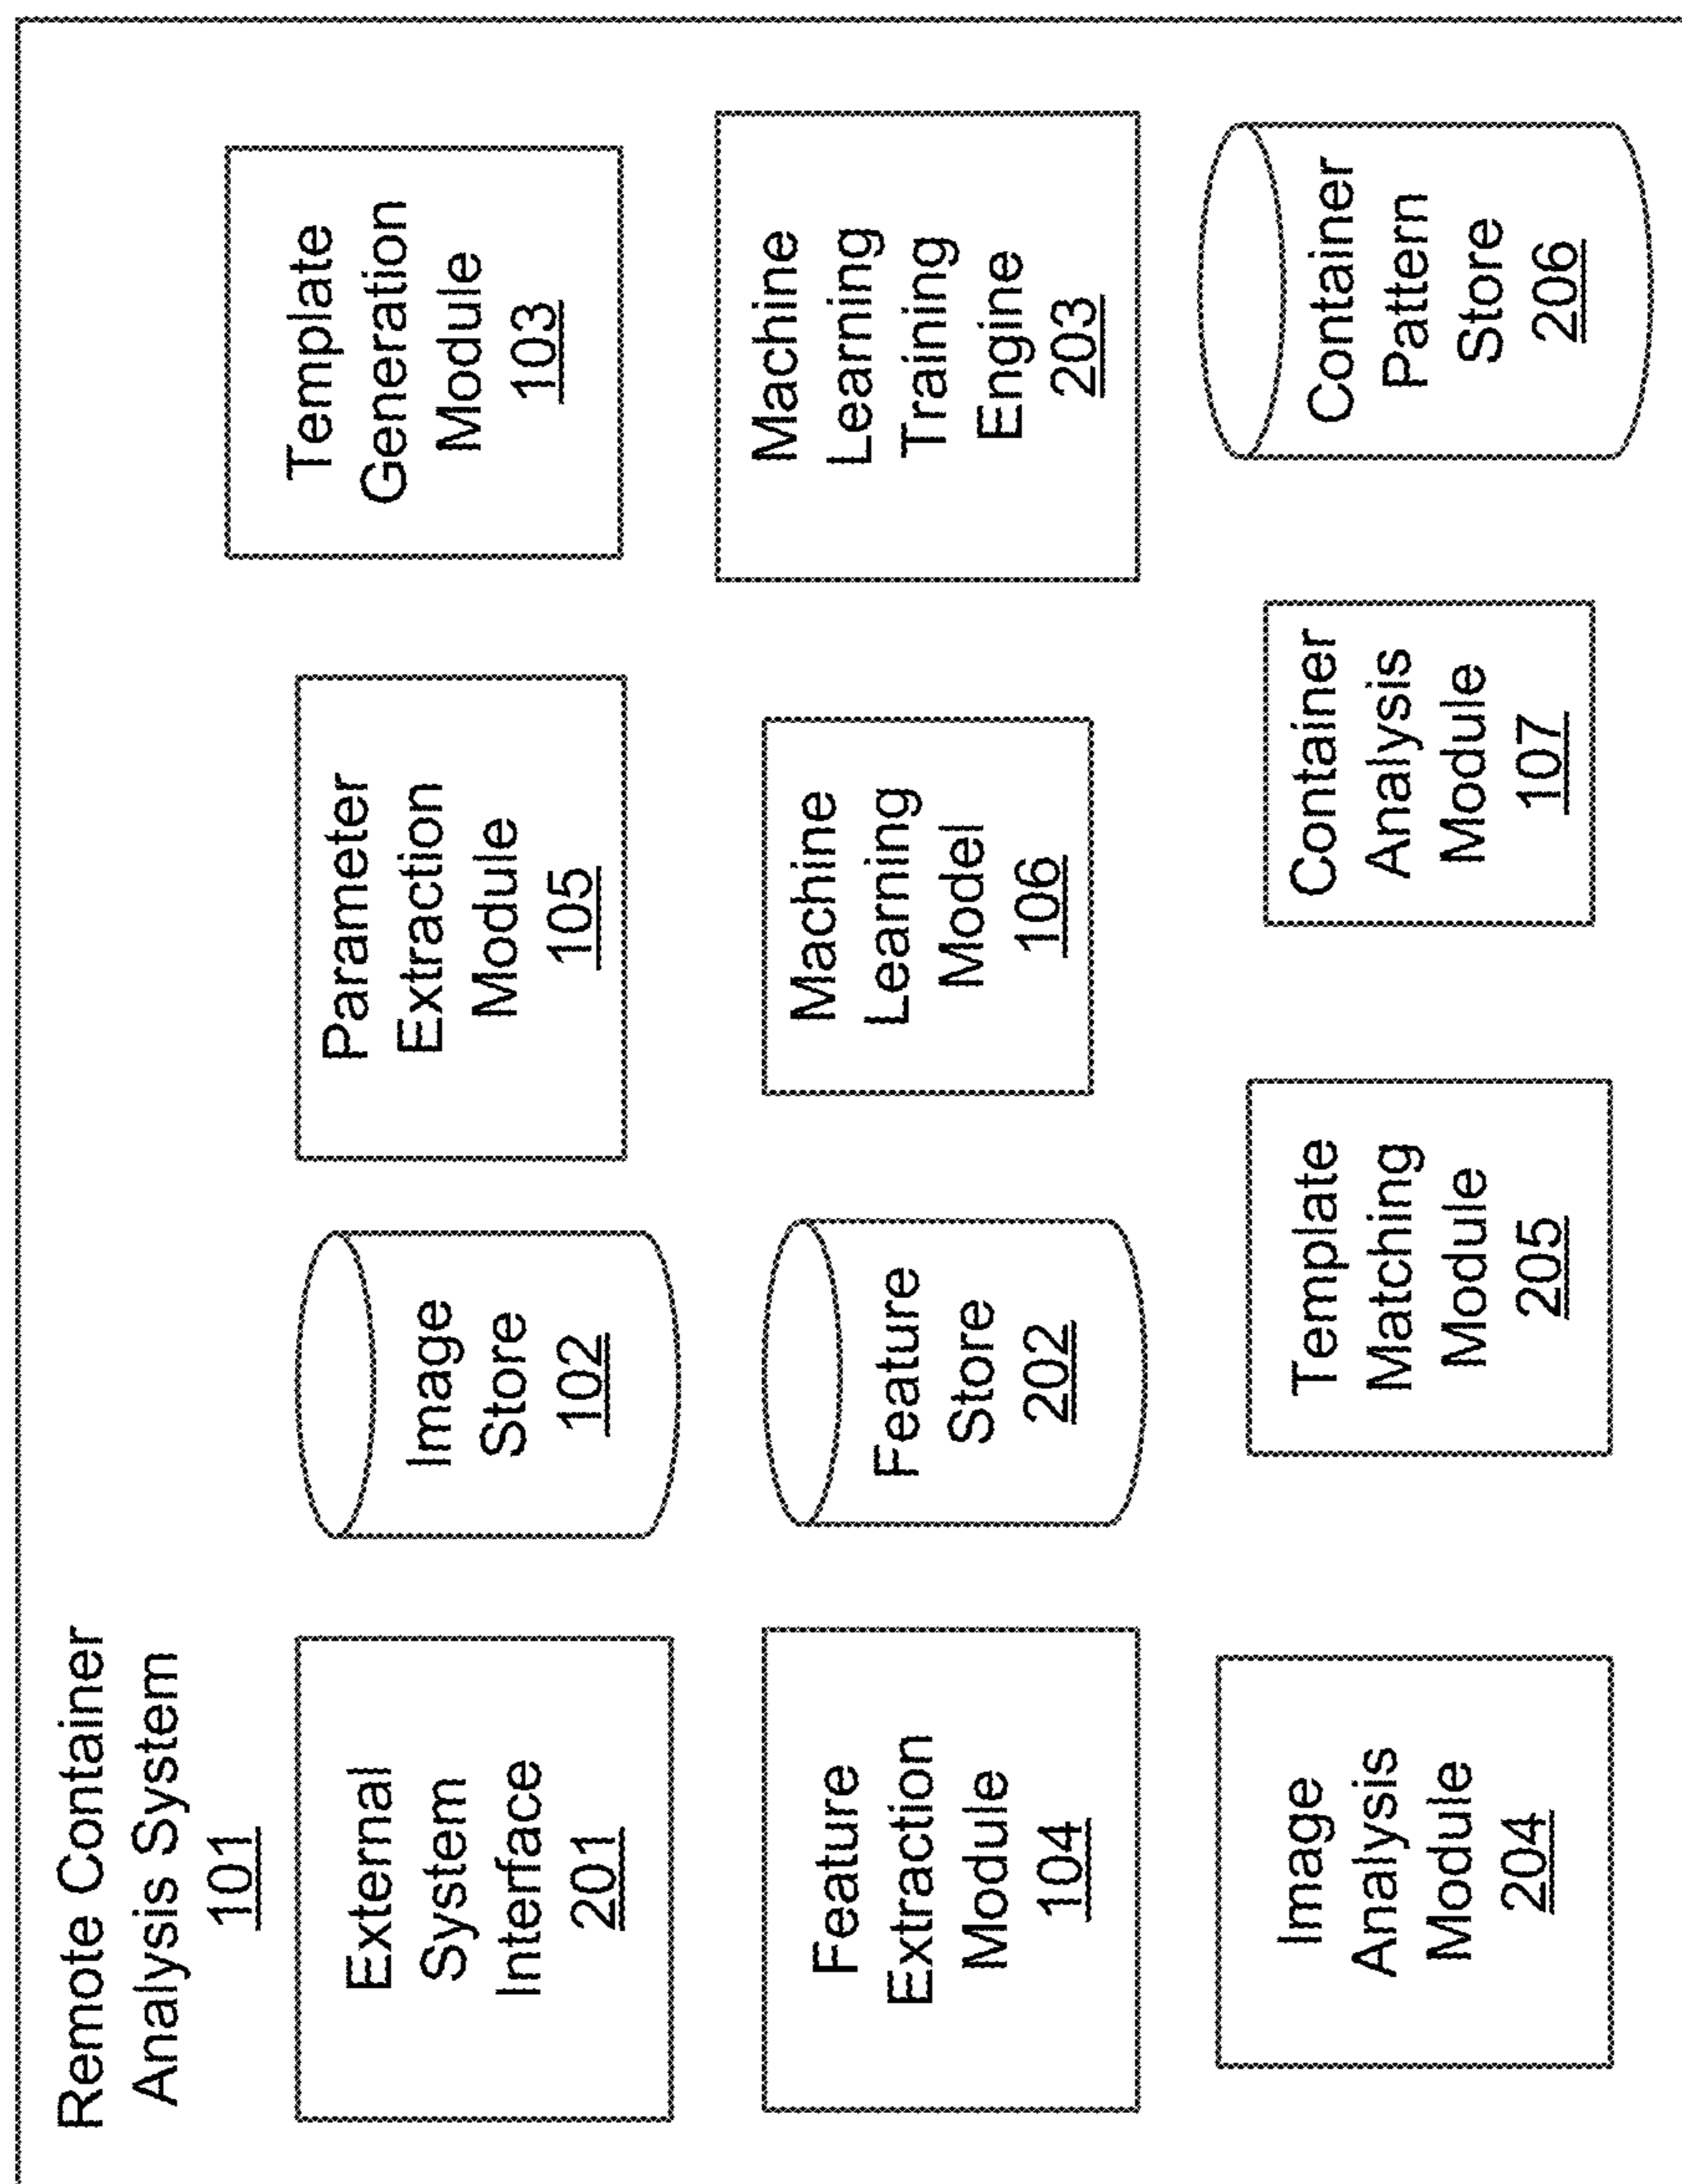 Remote Container
Analysis System
101
External
System
Interface
201
Image
Store
102
Parameter
Extraction
Module
105
Template
Generation
Module
103
Feature
Extraction
Module
104
Feature
Store
202
Machine
Learning
Model
106
Machine
Learning
Training
Engine
203
Image
Analysis
Module
204
Template
Matching
Module
205
Container
Analysis
Module
107
Container
Pattern
Store
206